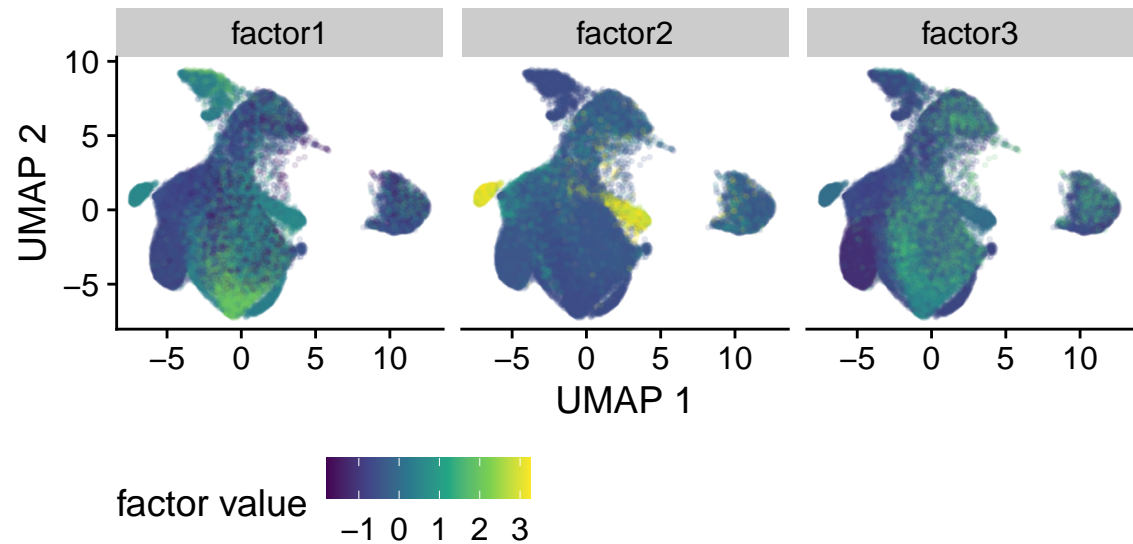 factor1 factor2 factor3
10
5
0
−5
UMAP 2
−5 0 5 10 −5 0 5 10 −5 0 5 10
UMAP 1
factor value
−1 0 1 2 3